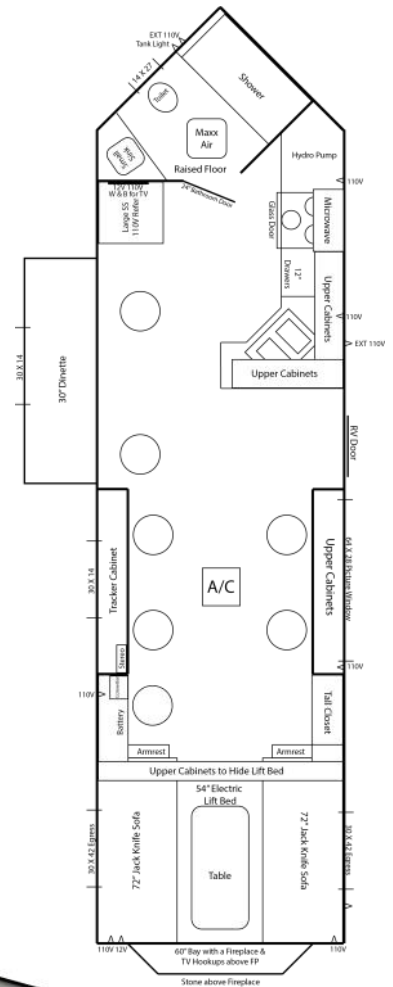 EXT 110V
Tank Light
14 X 27
Toilet
Shower
Maxx
Air
Small
Sink
Raised Floor
Hydro Pump
12V 110V
W & B for TV
24" Bathroom Door
Large SS
110V Refer
110V
Glass Door
Microwave
Drawers
12"
Upper Cabinets
110V
EXT 110V
30 X 14
30" Dinette
Upper Cabinets
RV Door
30 X 14
Tracker Cabinet
A/C
Upper Cabinets
64 X 28 Picture Window
Stereo
110V
110V
Battery
Tall Closet
Armrest
Armrest
Upper Cabinets to Hide Lift Bed
54" Electric
Lift Bed
30 X 42 Egress
72" Jack Knife Sofa
Table
72" Jack Knife Sofa
30 X 42 Egress
110V 12V
60" Bay with a Fireplace &
TV Hookups above FP
110V
Stone above Fireplace